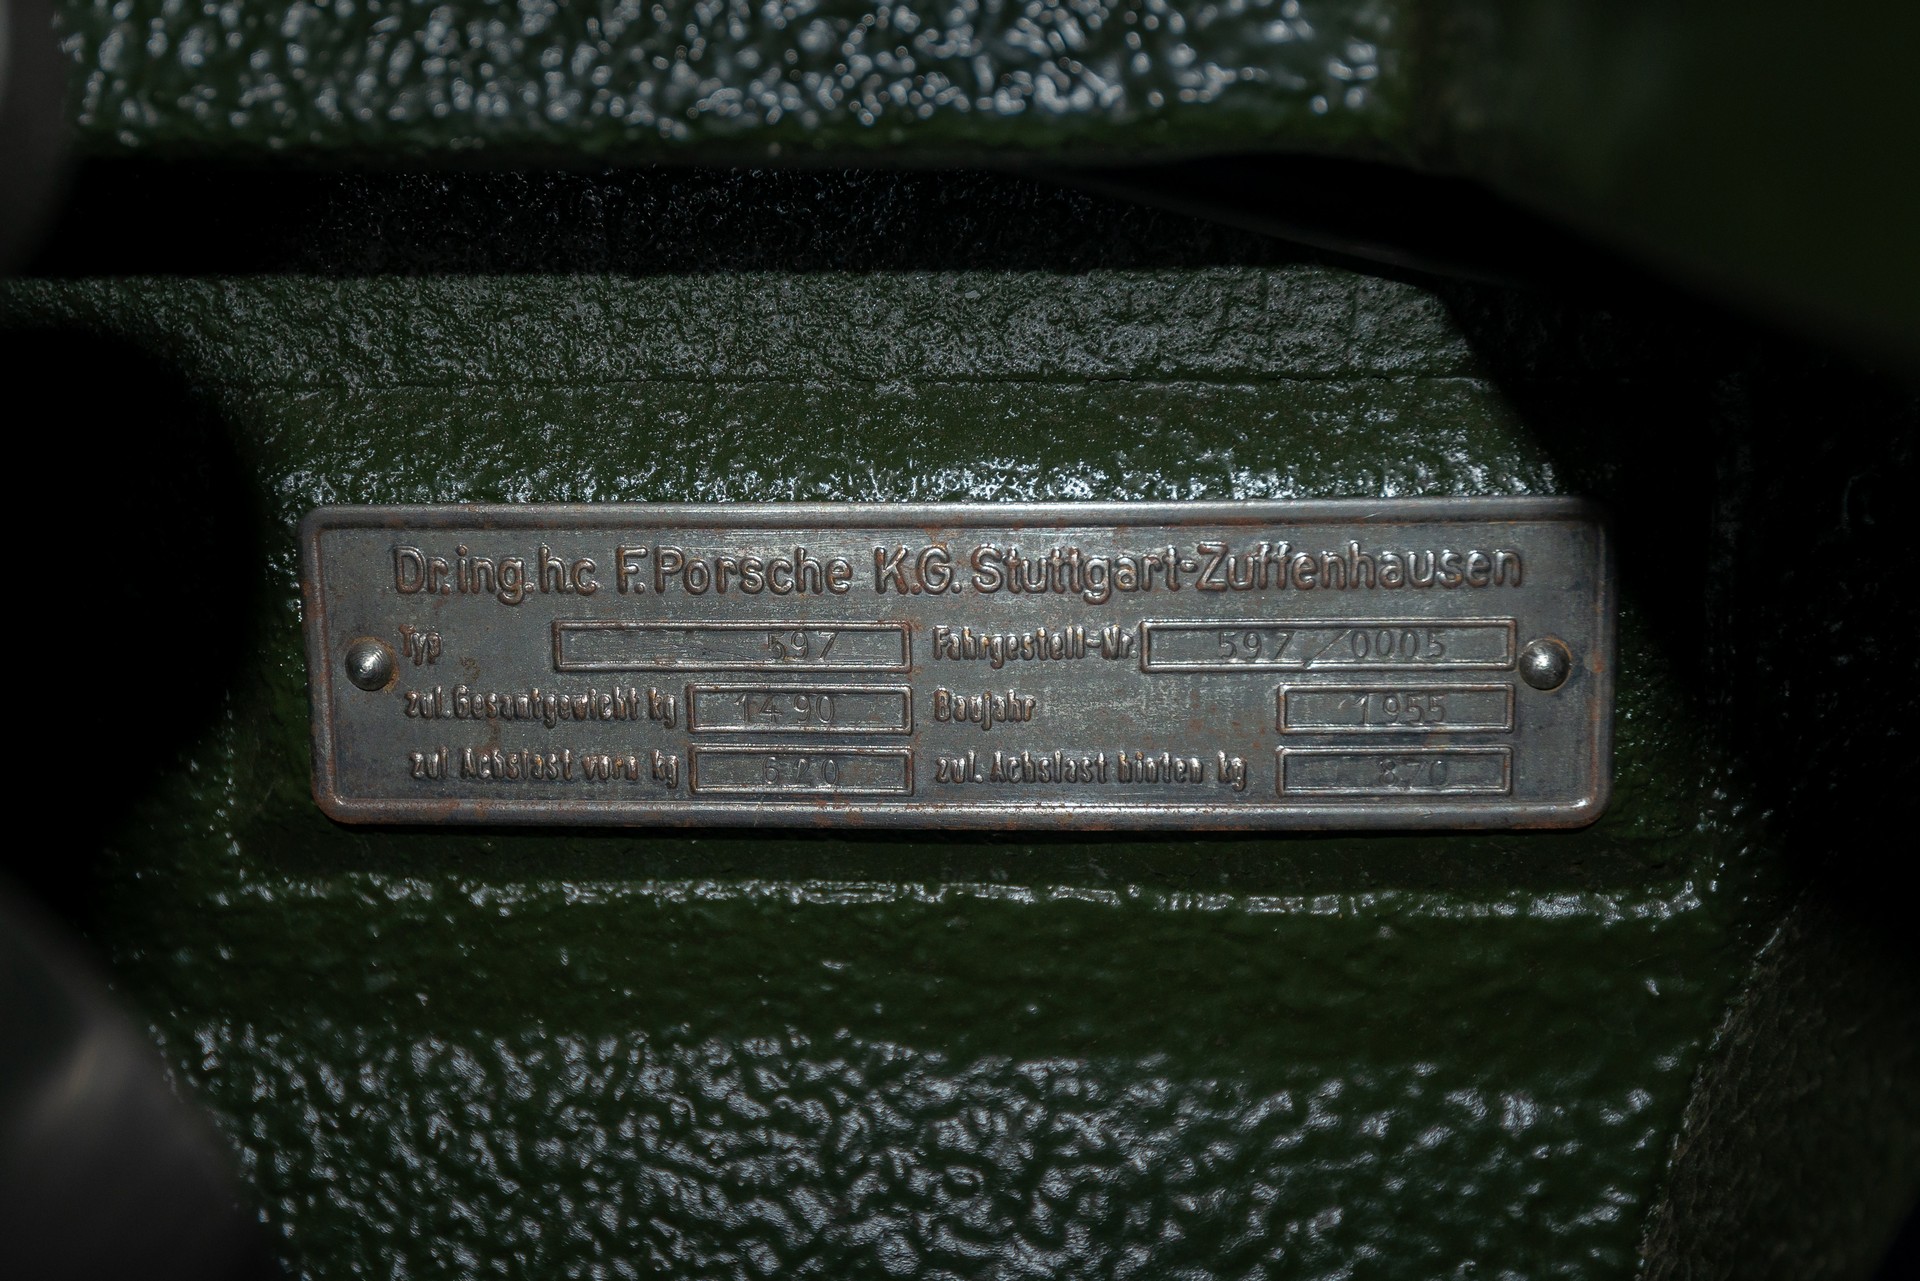 Dr.ing.h.c. F.Porsche K.G. Stuttgart-Zuffenhausen
Typ 597 Fahrgestell-Nr. 597/0005
zul.Gesamtgewicht kg 1490 Baujahr 1955
zul Achslast vorn kg zul. Achslast hinten kg 870